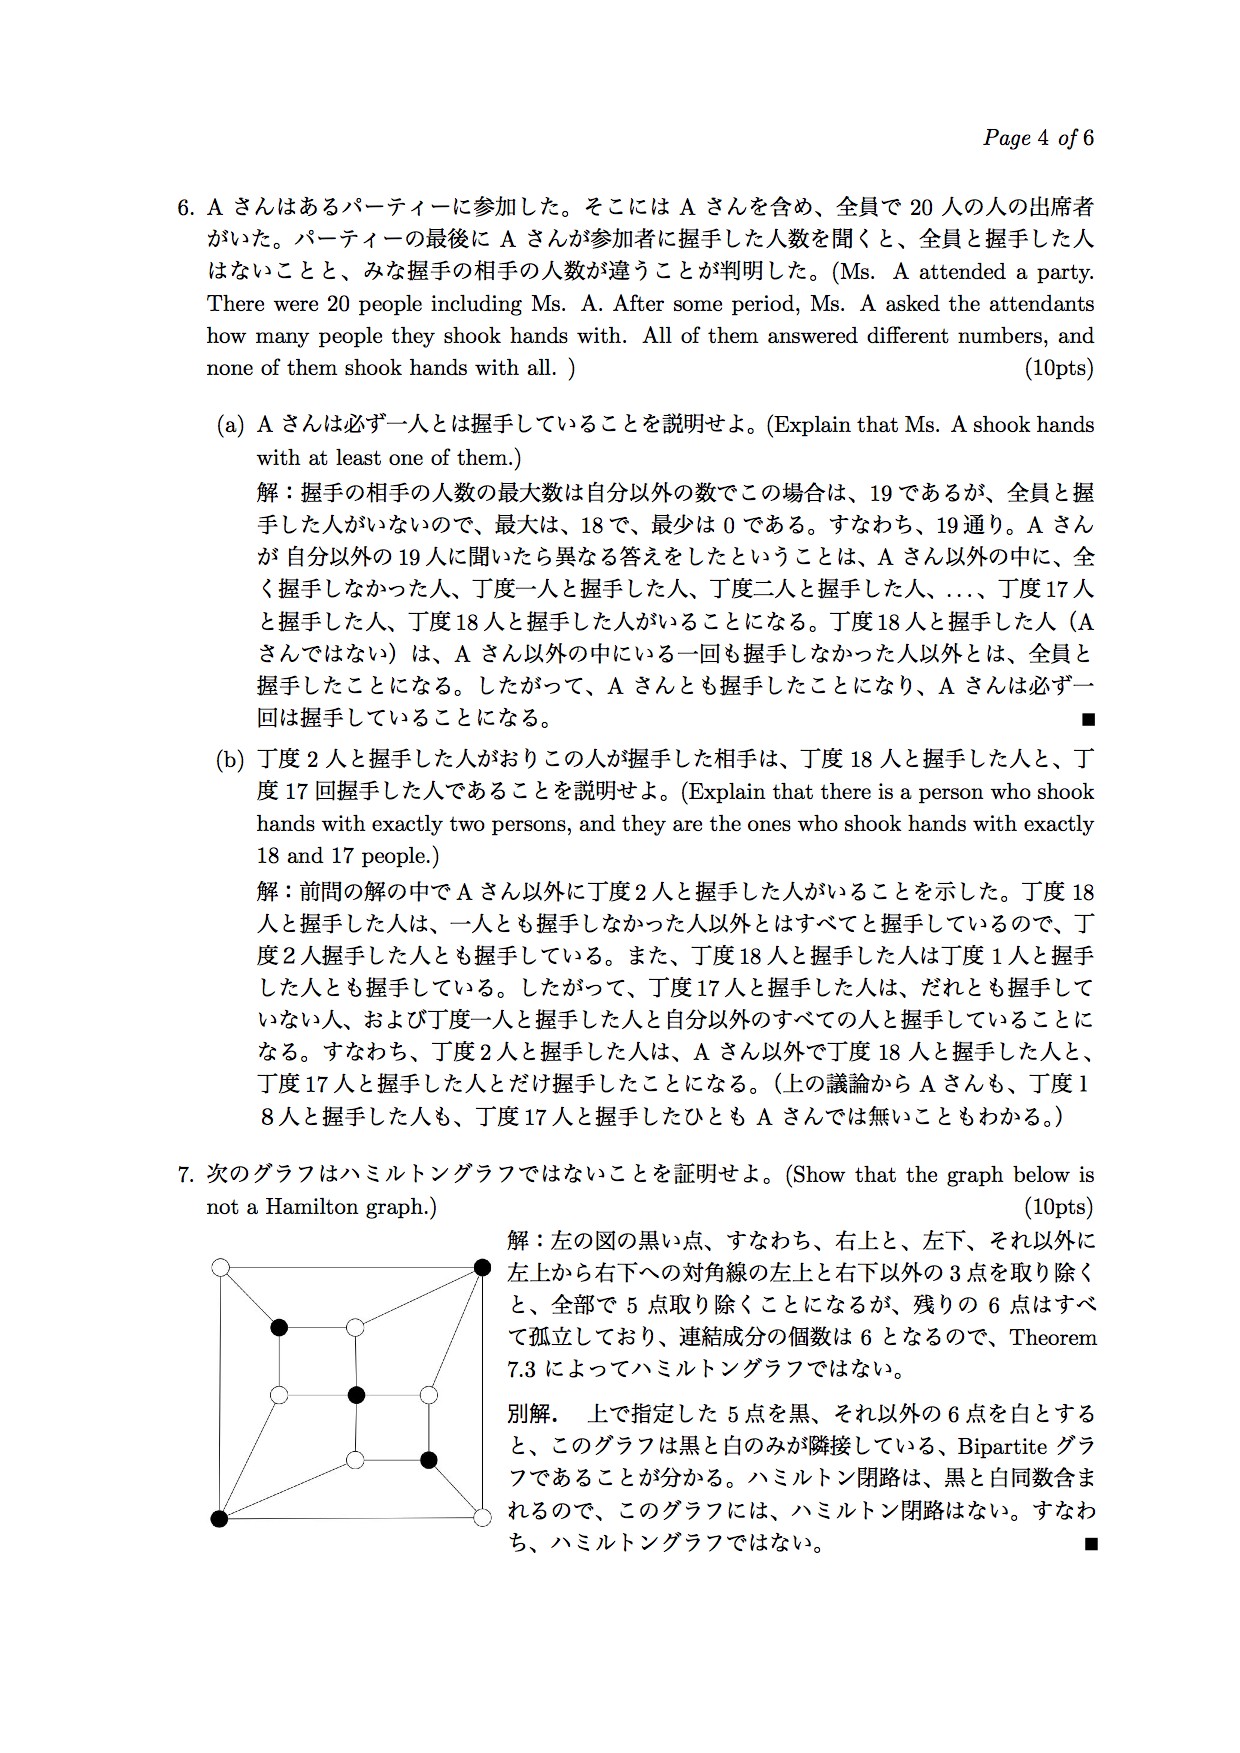 Page 4 of 6
6. A さんはあるパーティーに参加した。そこには A さんを含め、全員で 20 人の人の出席者
がいた。パーティーの最後に A さんが参加者に握手した人数を聞くと、全員と握手した人
はないことと、みな握手の相手の人数が違うことが判明した。(Ms. A attended a party.
There were 20 people including Ms. A. After some period, Ms. A asked the attendants
how many people they shook hands with. All of them answered different numbers, and
none of them shook hands with all. ) (10pts)
(a) A さんは必ず一人とは握手していることを説明せよ。(Explain that Ms. A shook hands
with at least one of them.)
解：握手の相手の人数の最大数は自分以外の数でこの場合は、19 であるが、全員と握
手した人がいないので、最大は、18 で、最少は 0 である。すなわち、19 通り。A さん
が 自分以外の 19 人に聞いたら異なる答えをしたということは、A さん以外の中に、全
く握手しなかった人、丁度一人と握手した人、丁度二人と握手した人、...、丁度 17 人
と握手した人、丁度 18 人と握手した人がいることになる。丁度 18 人と握手した人（A
さんではない）は、A さん以外の中にいる一回も握手しなかった人以外とは、全員と
握手したことになる。したがって、A さんとも握手したことになり、A さんは必ず一
回は握手していることになる。 ■
(b) 丁度 2 人と握手した人がおりこの人が握手した相手は、丁度 18 人と握手した人と、丁
度 17 回握手した人であることを説明せよ。(Explain that there is a person who shook
hands with exactly two persons, and they are the ones who shook hands with exactly
18 and 17 people.)
解：前問の解の中で A さん以外に丁度 2 人と握手した人がいることを示した。丁度 18
人と握手した人は、一人とも握手しなかった人以外とはすべてと握手しているので、丁
度２人握手した人とも握手している。また、丁度 18 人と握手した人は丁度 1 人と握手
した人とも握手している。したがって、丁度 17 人と握手した人は、だれとも握手して
いない人、および丁度一人と握手した人と自分以外のすべての人と握手していることに
なる。すなわち、丁度 2 人と握手した人は、A さん以外で丁度 18 人と握手した人と、
丁度 17 人と握手した人とだけ握手したことになる。（上の議論から A さんも、丁度１
８人と握手した人も、丁度 17 人と握手したひとも A さんでは無いこともわかる。）
7. 次のグラフはハミルトングラフではないことを証明せよ。(Show that the graph below is
not a Hamilton graph.) (10pts)
解：左の図の黒い点、すなわち、右上と、左下、それ以外に
左上から右下への対角線の左上と右下以外の 3 点を取り除く
と、全部で 5 点取り除くことになるが、残りの 6 点はすべ
て孤立しており、連結成分の個数は 6 となるので、Theorem
7.3 によってハミルトングラフではない。
別解． 上で指定した 5 点を黒、それ以外の 6 点を白とする
と、このグラフは黒と白のみが隣接している、Bipartite グラ
フであることが分かる。ハミルトン閉路は、黒と白同数含ま
れるので、このグラフには、ハミルトン閉路はない。すなわ
ち、ハミルトングラフではない。 ■